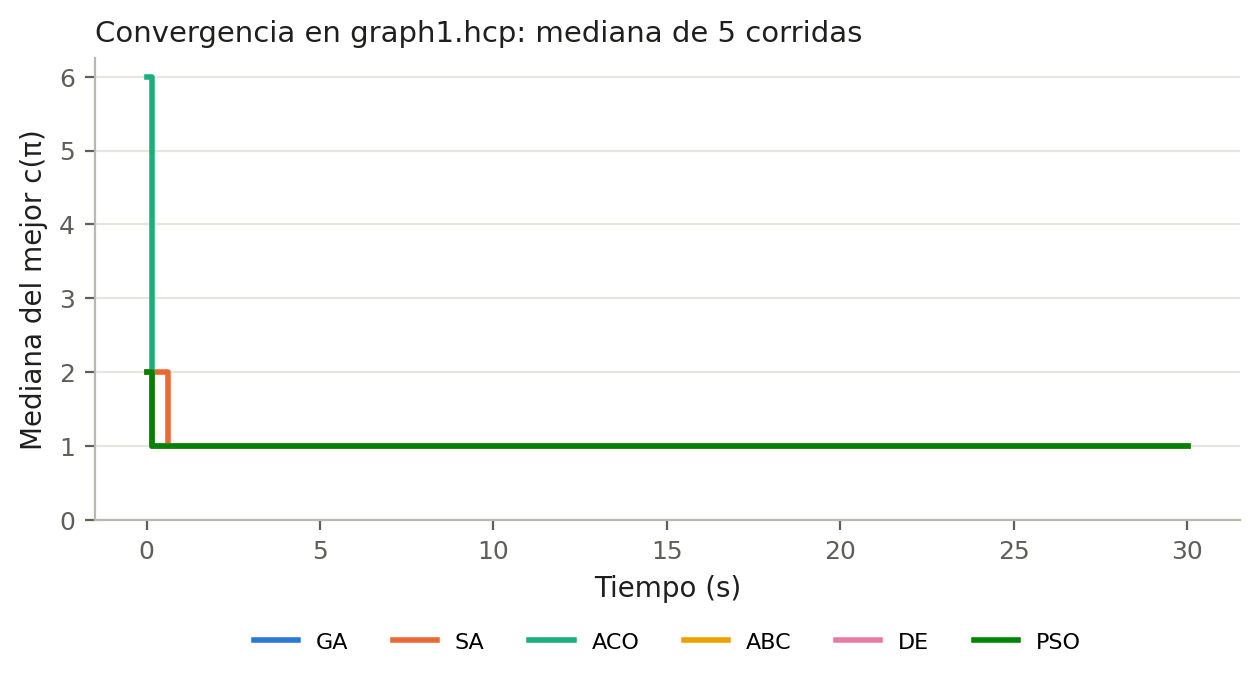 Convergencia en graph1.hcp: mediana de 5 corridas
Mediana del mejor c(π)
6
5
4
3
2
1
0
0 5 10 15 20 25 30
Tiempo (s)
GA SA ACO ABC DE PSO